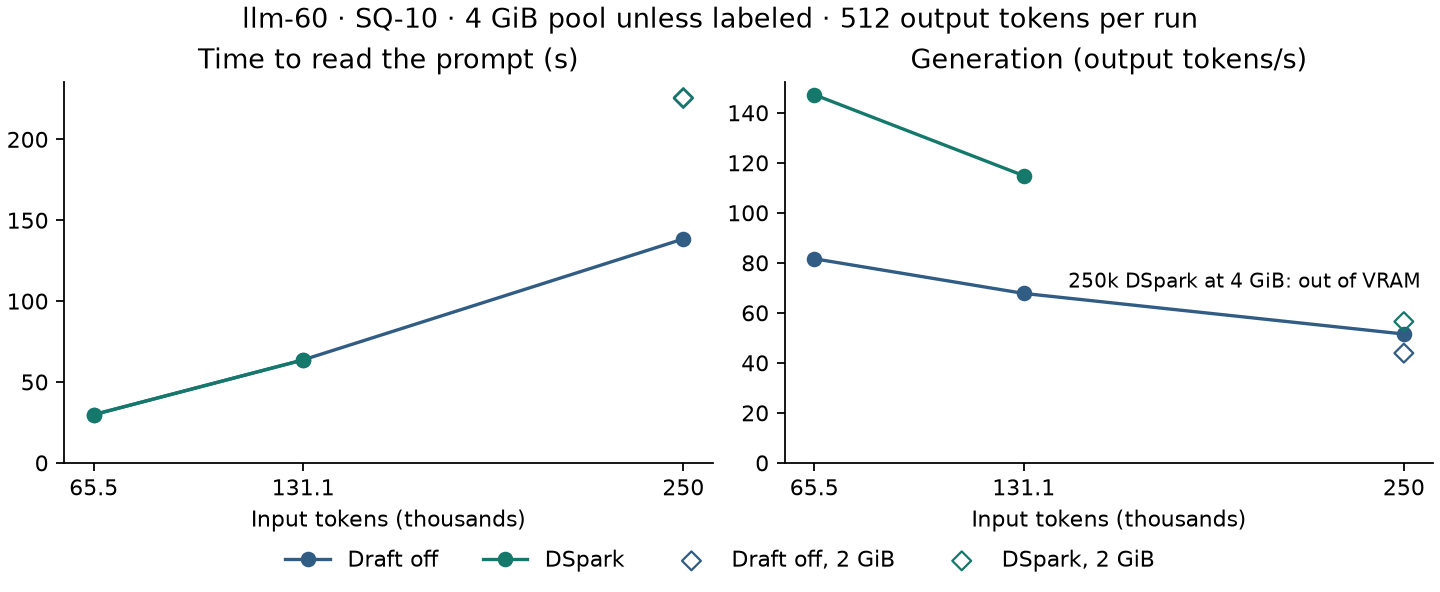 llm-60 · SQ-10 · 4 GiB pool unless labeled · 512 output tokens per run
Time to read the prompt (s)
200
150
100
50
0
65.5 131.1 250
Input tokens (thousands)
Generation (output tokens/s)
140
120
100
80
60
40
20
0
250k DSpark at 4 GiB: out of VRAM
65.5 131.1 250
Input tokens (thousands)
Draft off DSpark Draft off, 2 GiB DSpark, 2 GiB